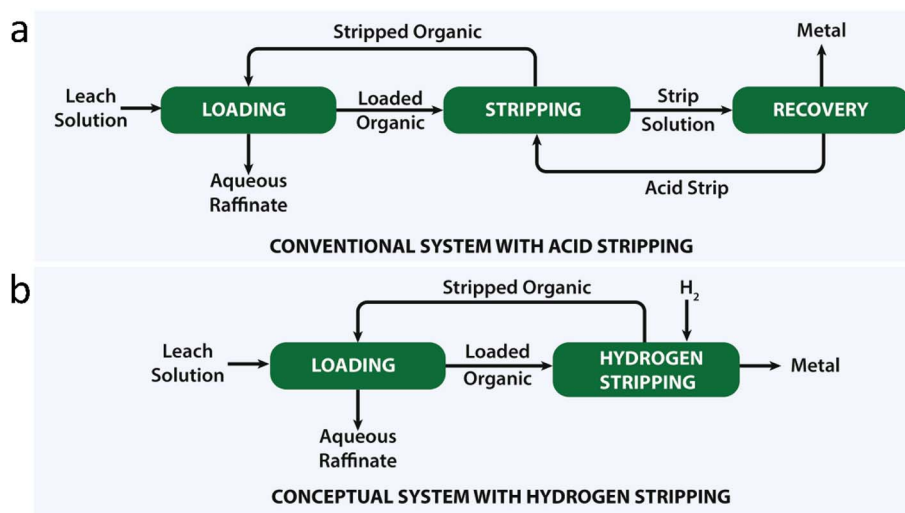 a
Stripped Organic
Metal
Leach
Solution
LOADING
Loaded
Organic
STRIPPING
Strip
Solution
RECOVERY
Aqueous
Raffinate
Acid Strip
CONVENTIONAL SYSTEM WITH ACID STRIPPING
b
Stripped Organic
H₂
Leach
Solution
LOADING
Loaded
Organic
HYDROGEN
STRIPPING
Metal
Aqueous
Raffinate
CONCEPTUAL SYSTEM WITH HYDROGEN STRIPPING